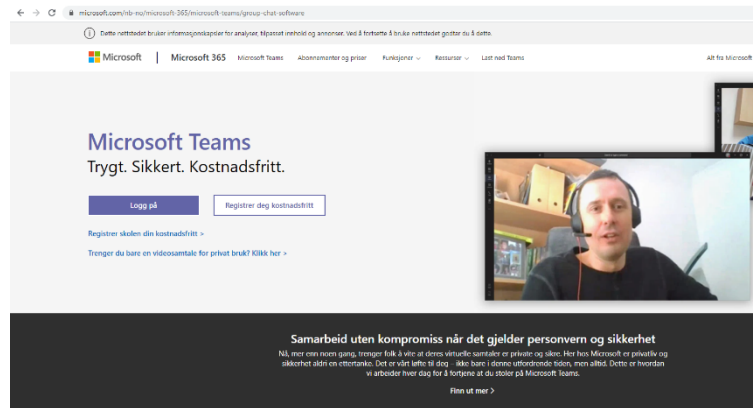 microsoft.com/nb-no/microsoft-365/microsoft-teams/group-chat-software
Dette nettstedet bruker informasjonskapsler for analyser, tilpasset innhold og annonser. Ved å fortsette å bruke nettstedet godtar du å dette.
Microsoft | Microsoft 365 Microsoft Teams Abonnementer og priser Funksjoner Ressurser Last ned Teams Alt fra Microsoft
Microsoft Teams
Trygt. Sikkert. Kostnadsfritt.
Logg på Registrer deg kostnadsfritt
Registrer skolen din kostnadsfritt >
Trenger du bare en videosamtale for privat bruk? Klikk her >
Samarbeid uten kompromiss når det gjelder personvern og sikkerhet
Nå, mer enn noen gang, trenger folk å vite at deres virtuelle samtaler er private og sikre. Her hos Microsoft er privatliv og
sikkerhet aldri en ettertanke. Det er vårt løfte til deg – ikke bare i denne utfordrende tiden, men alltid. Dette er hvordan
vi arbeider hver dag for å fortjene at du stoler på Microsoft Teams.
Finn ut mer >